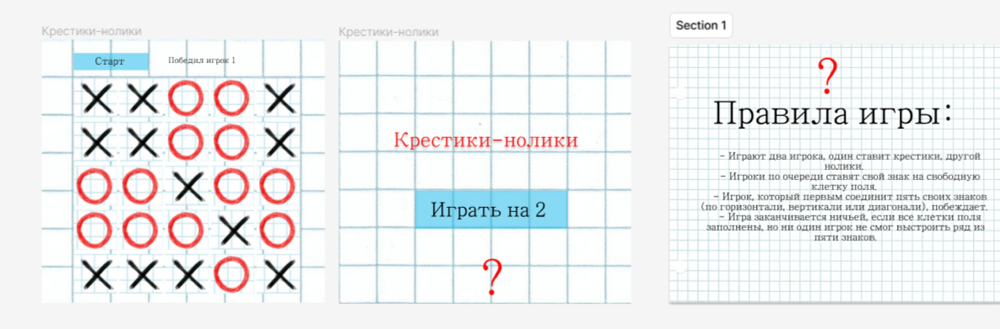 Крестики-нолики
Старт
Победил игрок 1
Крестики-нолики
Крестики-нолики
Играть на 2
?
Section 1
?
Правила игры:
- Играют два игрока, один ставит крестики, другой
нолики.
- Игроки по очереди ставят свой знак на свободную
клетку поля.
- Игрок, который первым соединит пять своих знаков
(по горизонтали, вертикали или диагонали), побеждает.
- Игра заканчивается ничьей, если все клетки поля
заполнены, но ни один игрок не смог выстроить ряд из
пяти знаков.